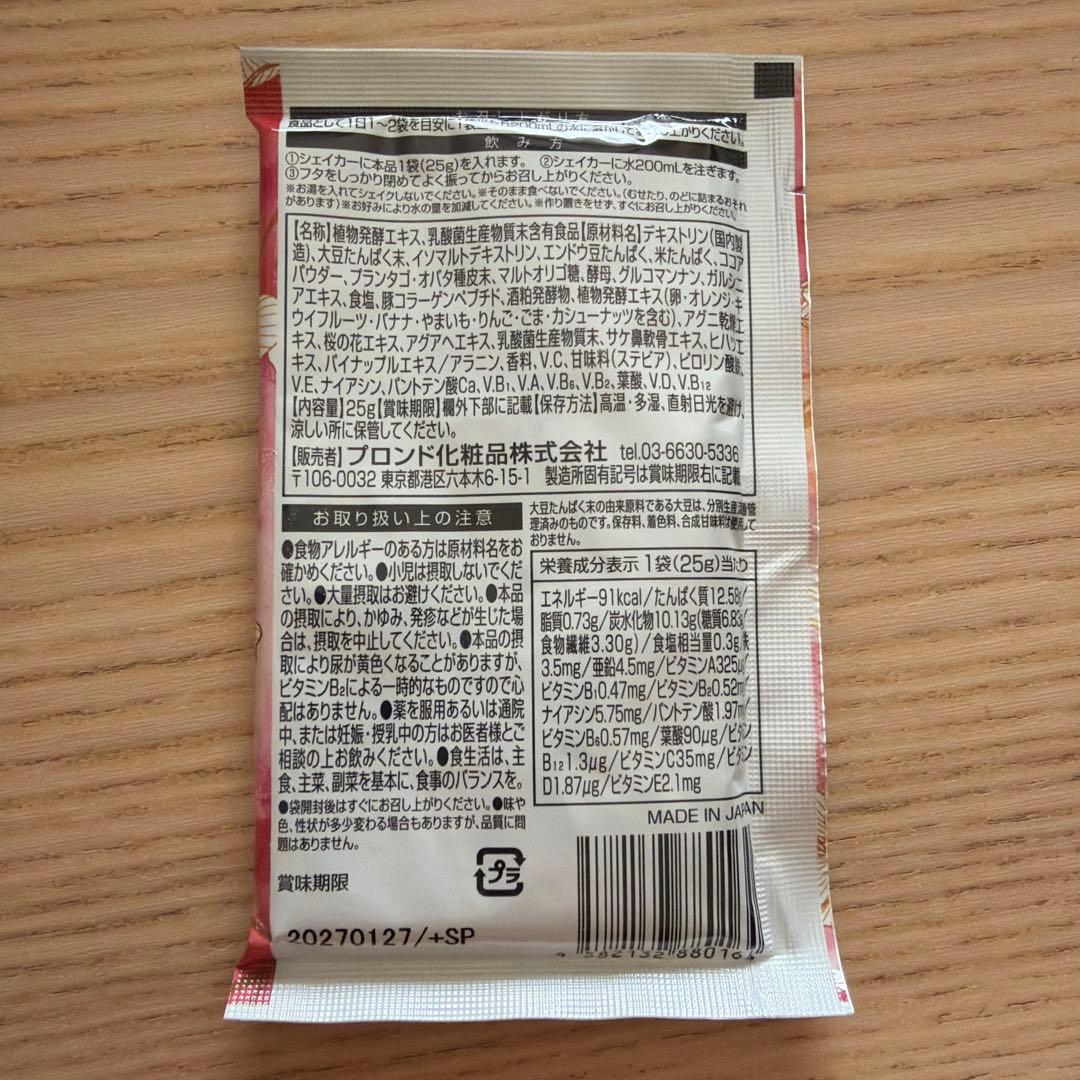 お召し上がり方
食品として1日1〜2袋を目安に1袋
飲み方
①シェイカーに本品1袋(25g)を入れます。 ②シェイカーに水200mLを注ぎます。
③フタをしっかり閉めてよく振ってからお召し上がりください。
※お湯を入れてシェイクしないでください。※そのまま食べないでください。(むせたり、のどに詰まるおそれ
があります)※お好みにより水の量を加減してください。※作り置きをせず、すぐにお召し上がりください。
【名称】植物発酵エキス、乳酸菌生産物質末含有食品【原材料名】デキストリン(国内製
造)、大豆たんぱく末、イソマルトデキストリン、エンドウ豆たんぱく、米たんぱく、ココア
パウダー、プランタゴ・オバタ種皮末、マルトオリゴ糖、酵母、グルコマンナン、ガルシニ
アエキス、食塩、豚コラーゲンペプチド、酒粕発酵物、植物発酵エキス(卵・オレンジ・キ
ウイフルーツ・バナナ・やまいも・りんご・ごま・カシューナッツを含む)、アグニ乾燥エ
キス、桜の花エキス、アグアヘエキス、乳酸菌生産物質末、サケ鼻軟骨エキス、ヒハツエ
キス、パイナップルエキス/アラニン、香料、V.C、甘味料(ステビア)、ピロリン酸鉄、
V.E、ナイアシン、パントテン酸Ca、V.B₁、V.A、V.B₆、V.B₂、葉酸、V.D、V.B₁₂
【内容量】25g【賞味期限】欄外下部に記載【保存方法】高温・多湿、直射日光を避け、
涼しい所に保管してください。
【販売者】ブロンド化粧品株式会社 tel.03-6630-5336
〒106-0032 東京都港区六本木6-15-1 製造所固有記号は賞味期限右に記載
お取り扱い上の注意
●食物アレルギーのある方は原材料名をお
確かめください。●小児は摂取しないでくだ
さい。●大量摂取はお避けください。●本品
の摂取により、かゆみ、発疹などが生じた場
合は、摂取を中止してください。●本品の摂
取により尿が黄色くなることがありますが、
ビタミンB₂による一時的なものですので心
配はありません。●薬を服用あるいは通院
中、または妊娠・授乳中の方はお医者様とご
相談の上お飲みください。●食生活は、主
食、主菜、副菜を基本に、食事のバランスを。
●袋開封後はすぐにお召し上がりください。●味や
色、性状が多少変わる場合もありますが、品質に問
題はありません。
賞味期限
20270127/+SP
プラ
大豆たんぱく末の由来原料である大豆は、分別生産流通管
理済みのものです。保存料、着色料、合成甘味料は使用して
おりません。
栄養成分表示 1袋(25g)当たり
エネルギー91kcal/たんぱく質12.58g/
脂質0.73g/炭水化物10.13g(糖質6.83g/
食物繊維3.30g)/食塩相当量0.3g/鉄
3.5mg/亜鉛4.5mg/ビタミンA325μg/
ビタミンB₁0.47mg/ビタミンB₂0.52mg/
ナイアシン5.75mg/パントテン酸1.97mg/
ビタミンB₆0.57mg/葉酸90μg/ビタミン
B₁₂1.3μg/ビタミンC35mg/ビタミン
D1.87μg/ビタミンE2.1mg
MADE IN JAPAN
4 582132 88016